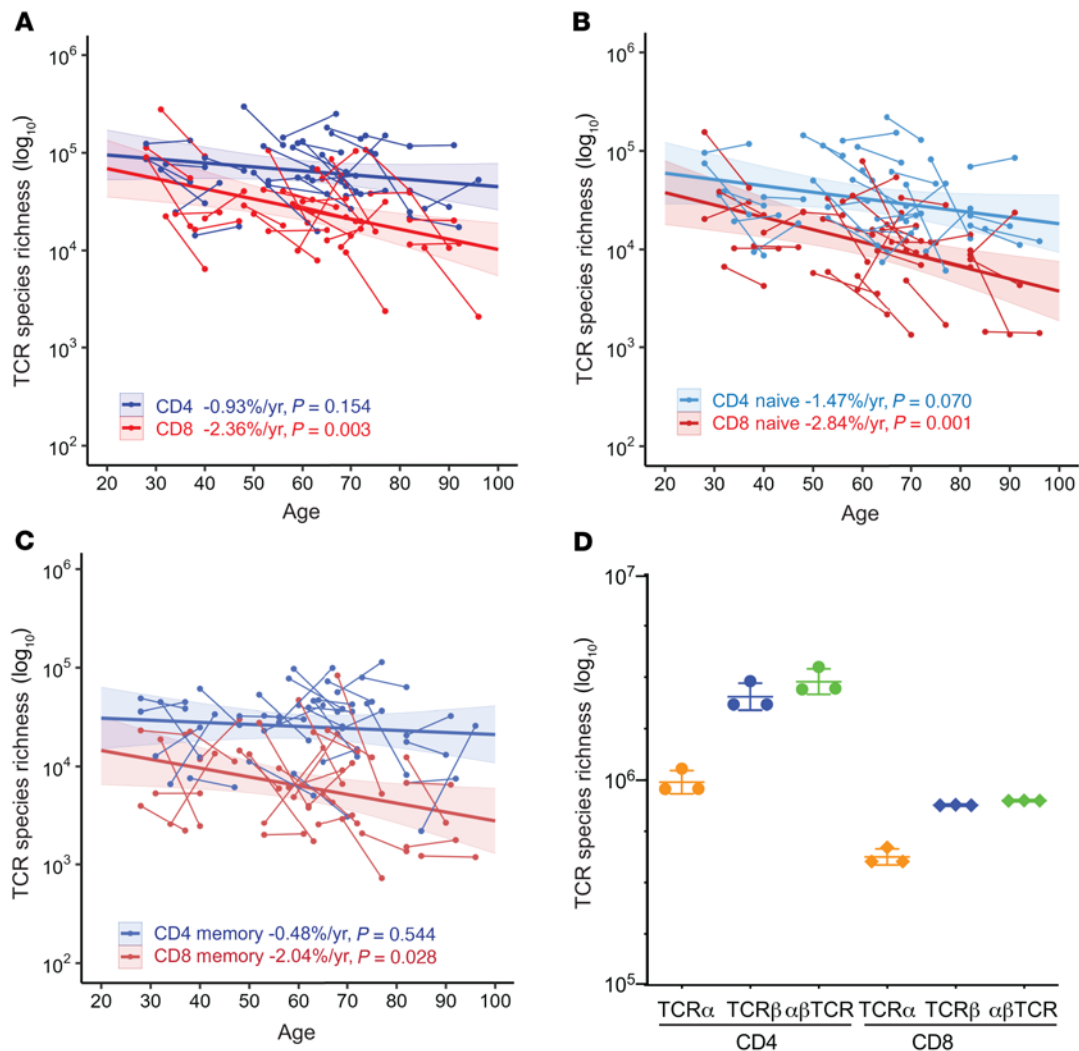 A
TCR species richness (log₁₀)
10⁶
10⁵
10⁴
10³
10²
CD4 -0.93%/yr, P = 0.154
CD8 -2.36%/yr, P = 0.003
20 30 40 50 60 70 80 90 100
Age
B
TCR species richness (log₁₀)
10⁶
10⁵
10⁴
10³
10²
CD4 naive -1.47%/yr, P = 0.070
CD8 naive -2.84%/yr, P = 0.001
20 30 40 50 60 70 80 90 100
Age
C
TCR species richness (log₁₀)
10⁶
10⁵
10⁴
10³
10²
CD4 memory -0.48%/yr, P = 0.544
CD8 memory -2.04%/yr, P = 0.028
20 30 40 50 60 70 80 90 100
Age
D
TCR species richness (log₁₀)
10⁷
10⁶
10⁵
TCRα TCRβ αβTCR TCRα TCRβ αβTCR
CD4 CD8